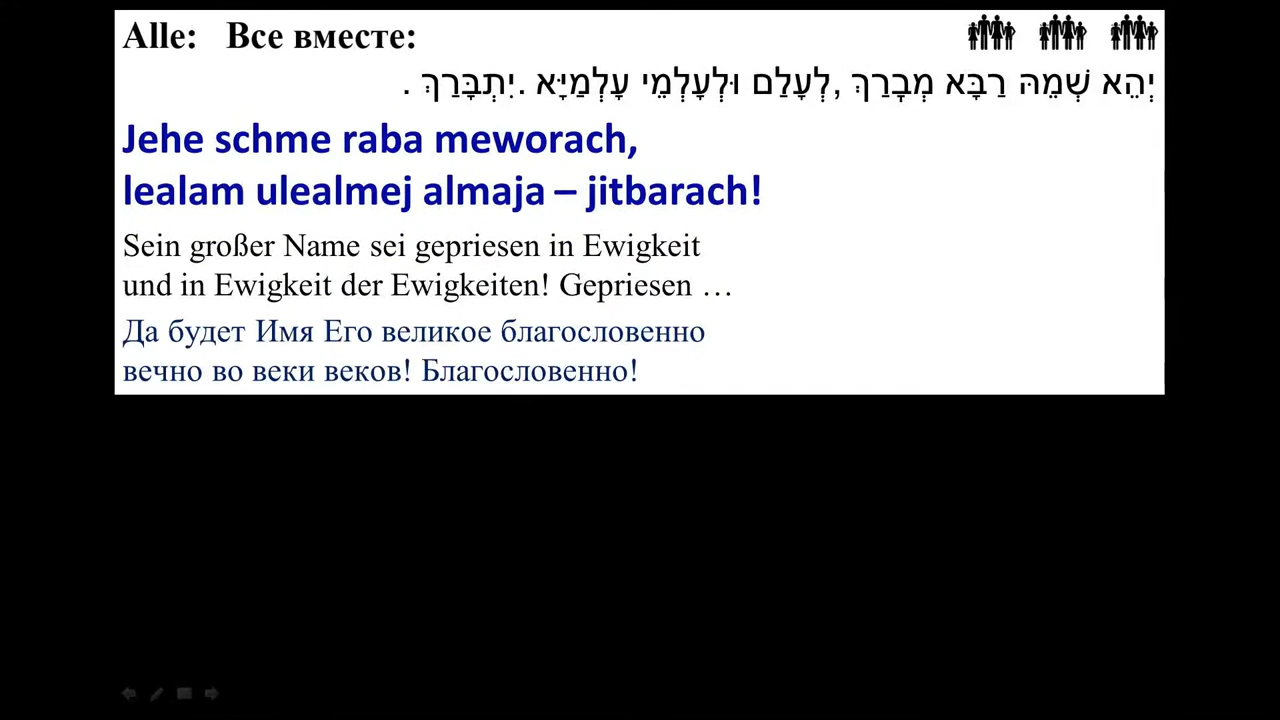 Alle: Все вместе:
יְהֵא שְׁמֵהּ רַבָּא מְבָרַךְ ,לְעָלַם וּלְעָלְמֵי עָלְמַיָּא .יִתְבָּרַךְ .
Jehe schme raba meworach,
lealam ulealmej almaja – jitbarach!
Sein großer Name sei gepriesen in Ewigkeit
und in Ewigkeit der Ewigkeiten! Gepriesen …
Да будет Имя Его великое благословенно
вечно во веки веков! Благословенно!